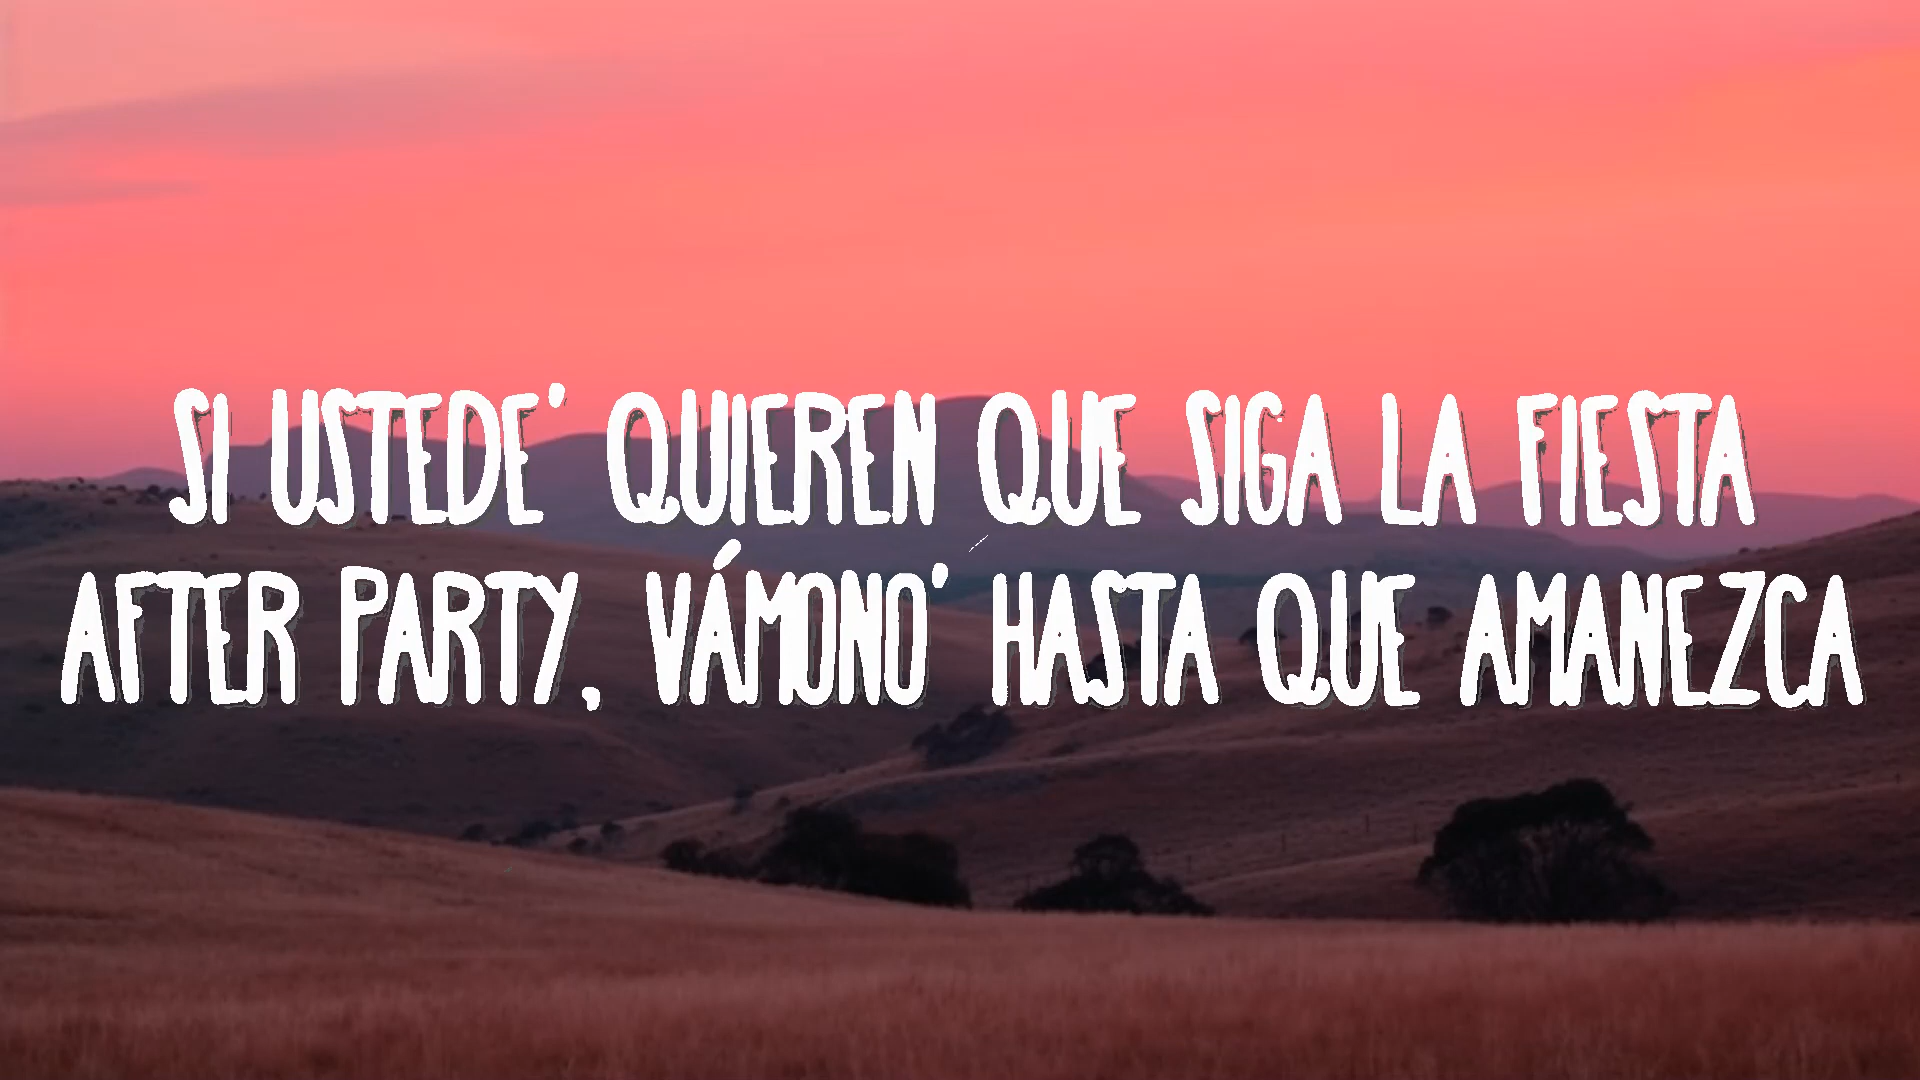 SI USTEDE' QUIEREN QUE SIGA LA FIESTA
AFTER PARTY, VÁMONO' HASTA QUE AMANEZCA